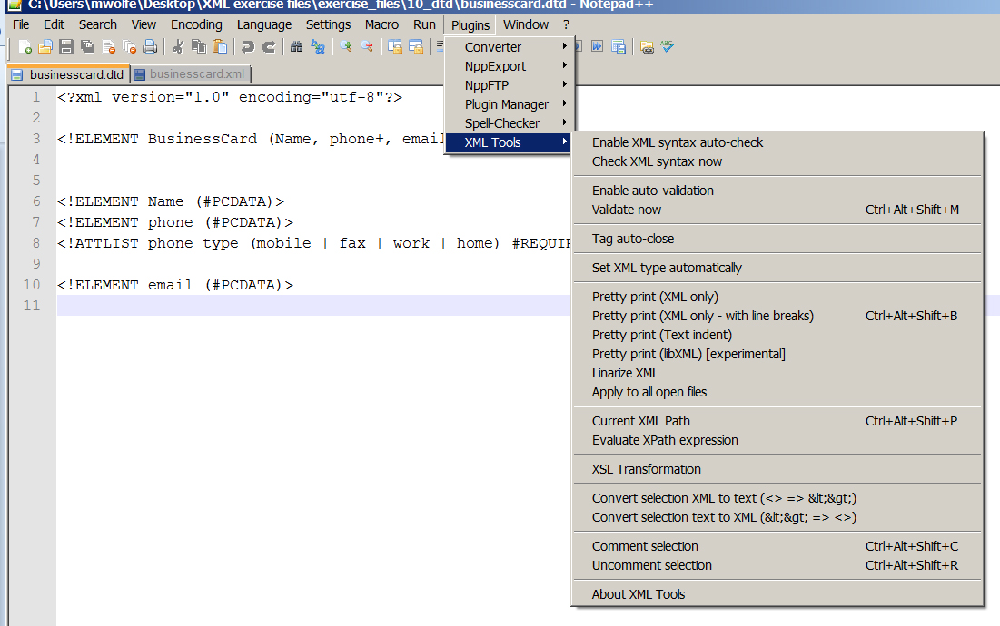 C:\Users\mwolfe\Desktop\XML exercise files\exercise_files\10_dtd\businesscard.dtd - Notepad++
File Edit Search View Encoding Language Settings Macro Run Plugins Window ?
Converter
NppExport
NppFTP
Plugin Manager
Spell-Checker
XML Tools
businesscard.dtd businesscard.xml
1 <?xml version="1.0" encoding="utf-8"?>
2
3 <!ELEMENT BusinessCard (Name, phone+, email
4
5
6 <!ELEMENT Name (#PCDATA)>
7 <!ELEMENT phone (#PCDATA)>
8 <!ATTLIST phone type (mobile | fax | work | home) #REQUIR
9
10 <!ELEMENT email (#PCDATA)>
11
Enable XML syntax auto-check
Check XML syntax now
Enable auto-validation
Validate now Ctrl+Alt+Shift+M
Tag auto-close
Set XML type automatically
Pretty print (XML only)
Pretty print (XML only - with line breaks) Ctrl+Alt+Shift+B
Pretty print (Text indent)
Pretty print (libXML) [experimental]
Linarize XML
Apply to all open files
Current XML Path Ctrl+Alt+Shift+P
Evaluate XPath expression
XSL Transformation
Convert selection XML to text (<> => &lt;&gt;)
Convert selection text to XML (&lt;&gt; => <>)
Comment selection Ctrl+Alt+Shift+C
Uncomment selection Ctrl+Alt+Shift+R
About XML Tools